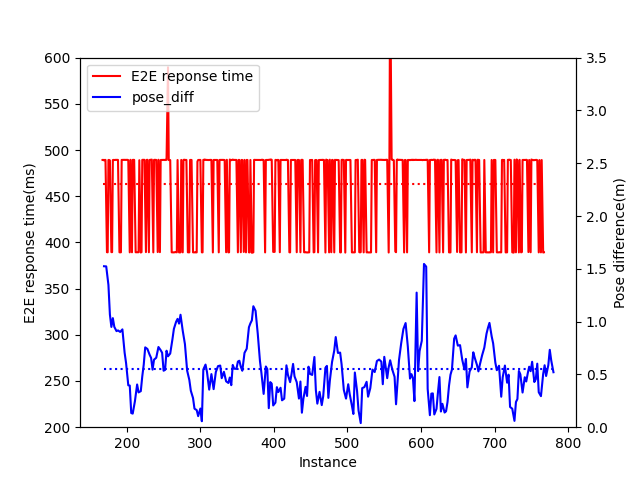 E2E reponse time
pose_diff
600
550
500
450
400
350
300
250
200
E2E response time(ms)
3.5
3.0
2.5
2.0
1.5
1.0
0.5
0.0
Pose difference(m)
200 300 400 500 600 700 800
Instance